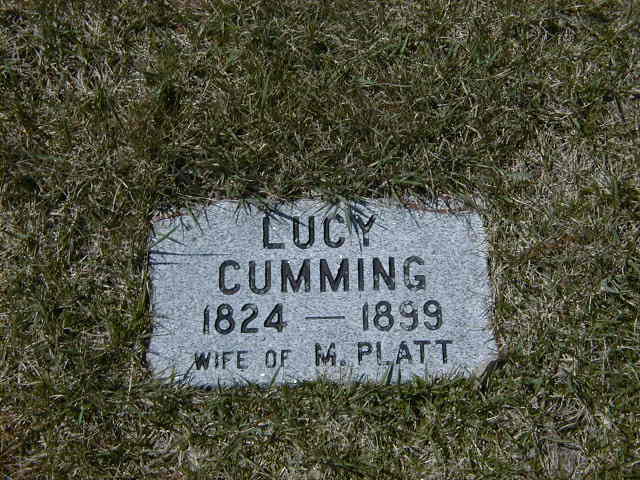 LUCY
CUMMING
1824 — 1899
WIFE OF M. PLATT